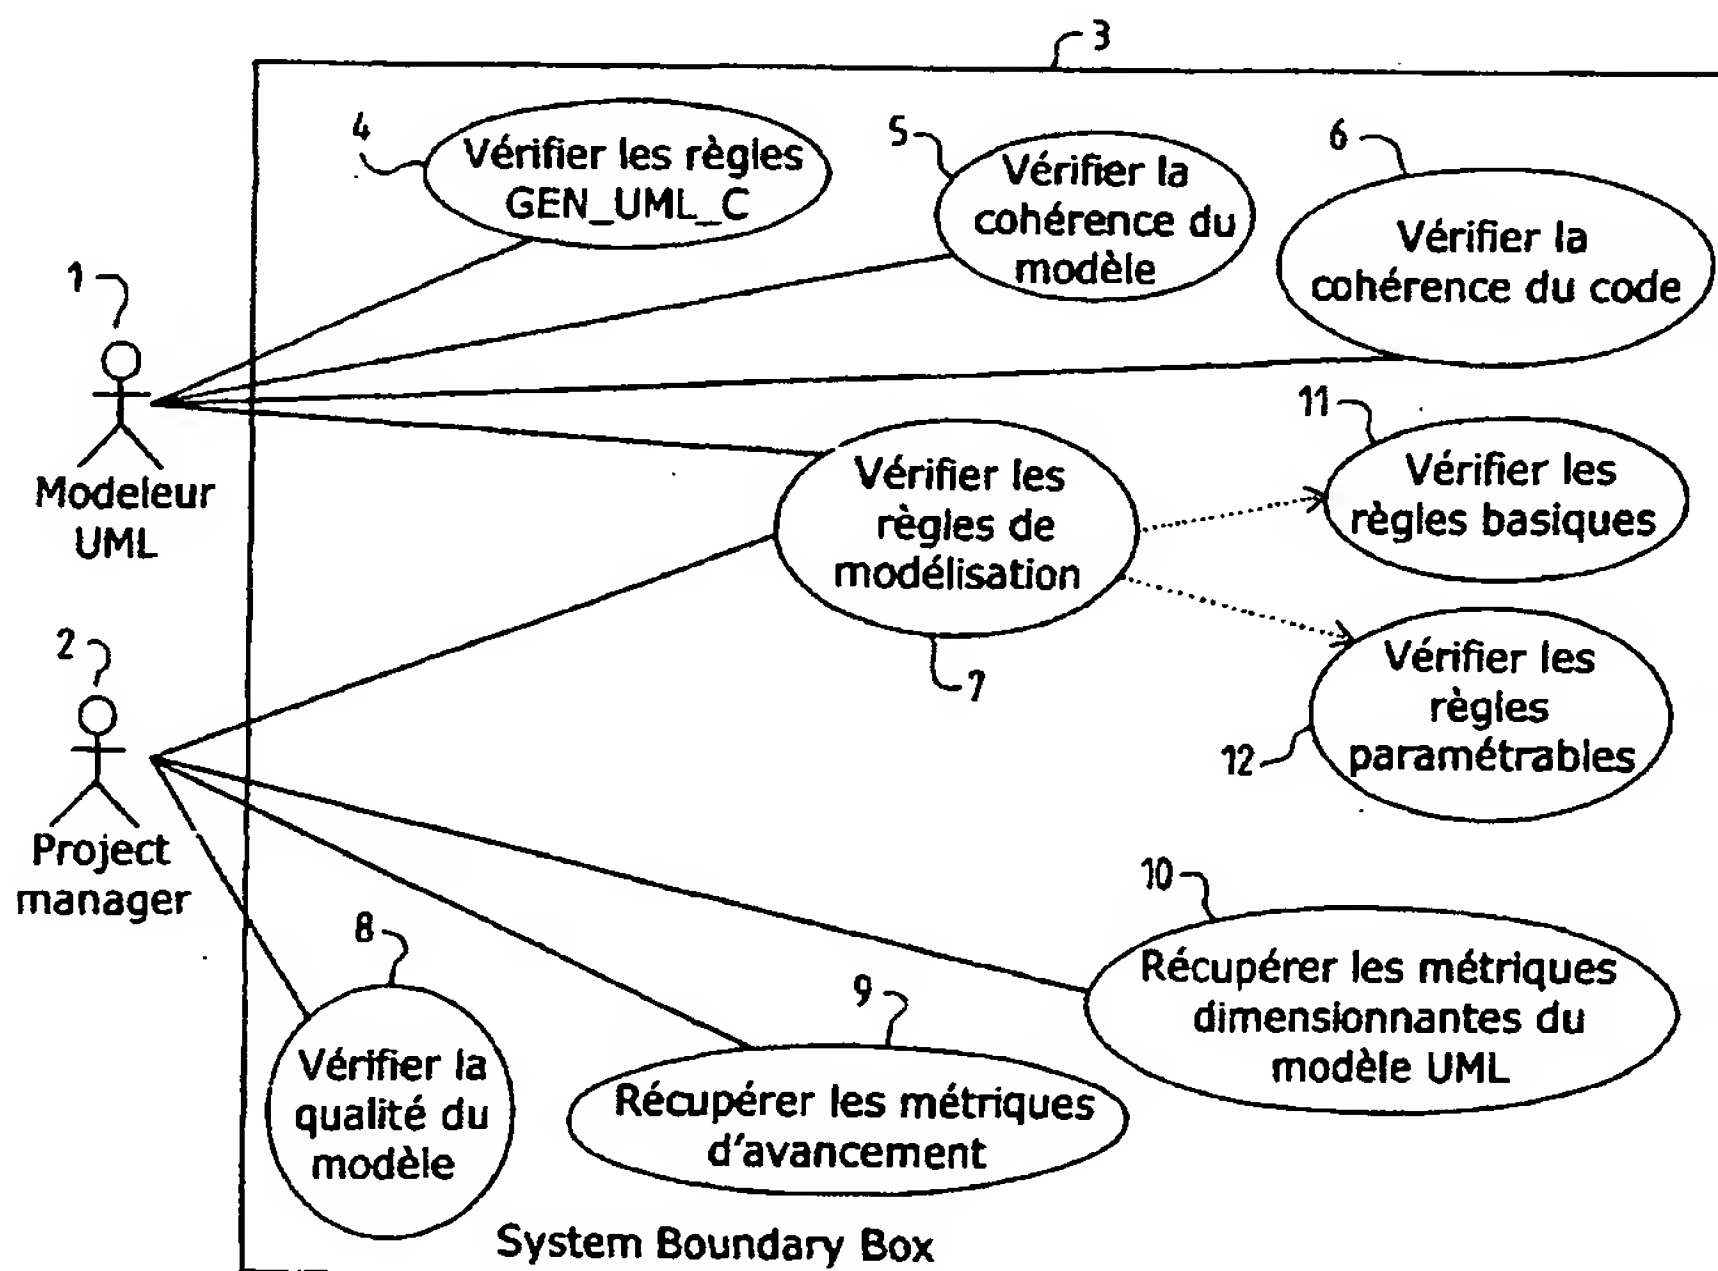 3
4
Vérifier les règles
GEN_UML_C
5
Vérifier la
cohérence du
modèle
6
Vérifier la
cohérence du code
1
Modeleur
UML
7
Vérifier les
règles de
modélisation
11
Vérifier les
règles basiques
12
Vérifier les
règles
paramétrables
2
Project
manager
8
Vérifier la
qualité du
modèle
9
Récupérer les métriques
d'avancement
10
Récupérer les métriques
dimensionnantes du
modèle UML
System Boundary Box